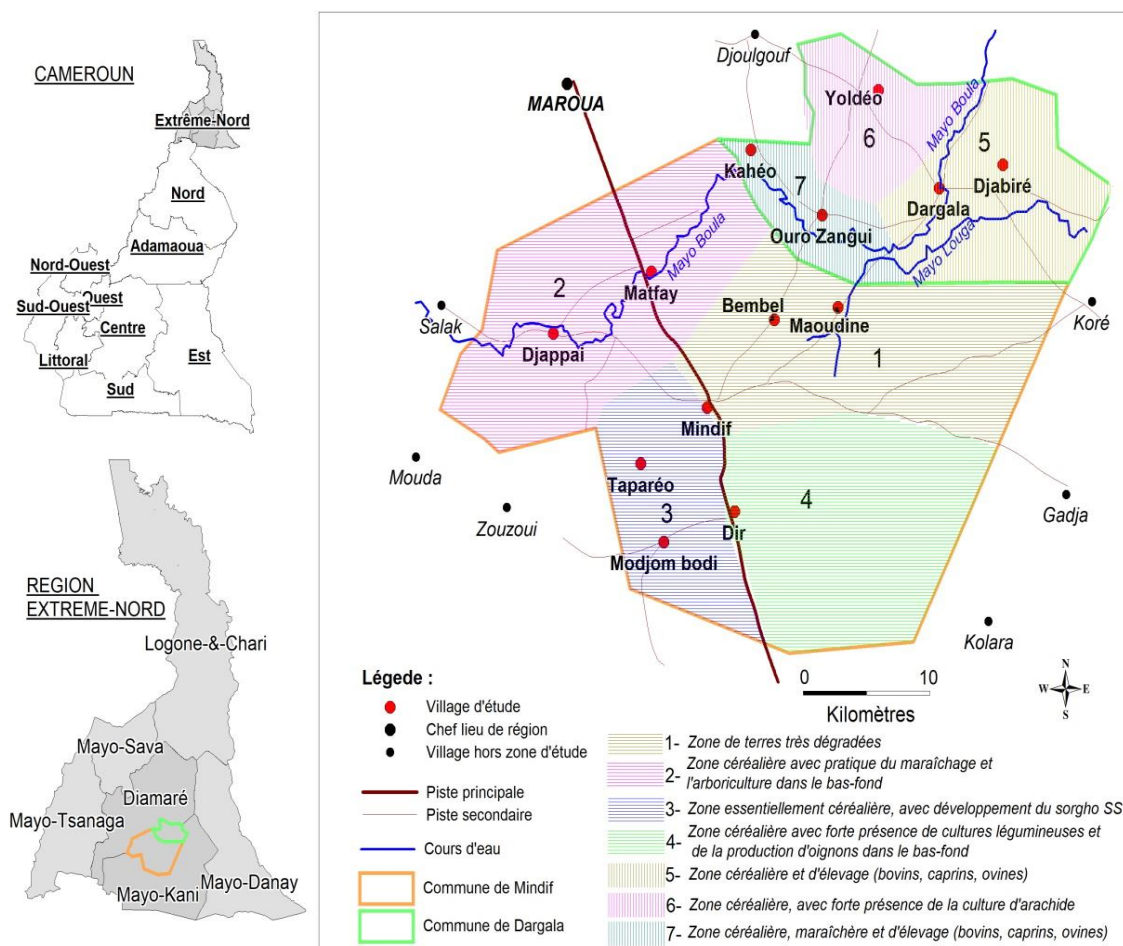 CAMEROUN
Extrême-Nord
Nord
Adamaoua
Nord-Ouest
Ouest
Sud-Ouest
Centre
Littoral
Est
Sud
REGION
EXTREME-NORD
Logone-&-Chari
Mayo-Sava
Diamaré
Mayo-Tsanaga
Mayo-Kani
Mayo-Danay
Djoulgouf
MAROUA
Yoldéo
Mayo Boula
6
5
Kahéo
7
Djabiré
Dargala
Ouro Zangui
Mayo Louga
Mayo Boula
2
Matfay
Salak
Djappai
Bembel
Maoudine
Koré
1
Mindif
Mouda
Taparéo
Zouzoui
3
4
Dir
Gadja
Modjom bodi
Kolara
0 10
Kilomètres
N
W E
S
Légede :
Village d'étude
Chef lieu de région
Village hors zone d'étude
Piste principale
Piste secondaire
Cours d'eau
Commune de Mindif
Commune de Dargala
1- Zone de terres très dégradées
2- Zone céréalière avec pratique du maraîchage et
l'arboriculture dans le bas-fond
3- Zone essentiellement céréalière, avec développement du sorgho SS
4- Zone céréalière avec forte présence de cultures légumineuses et
de la production d'oignons dans le bas-fond
5- Zone céréalière et d'élevage (bovins, caprins, ovines)
6- Zone céréalière, avec forte présence de la culture d'arachide
7- Zone céréalière, maraîchère et d'élevage (bovins, caprins, ovines)